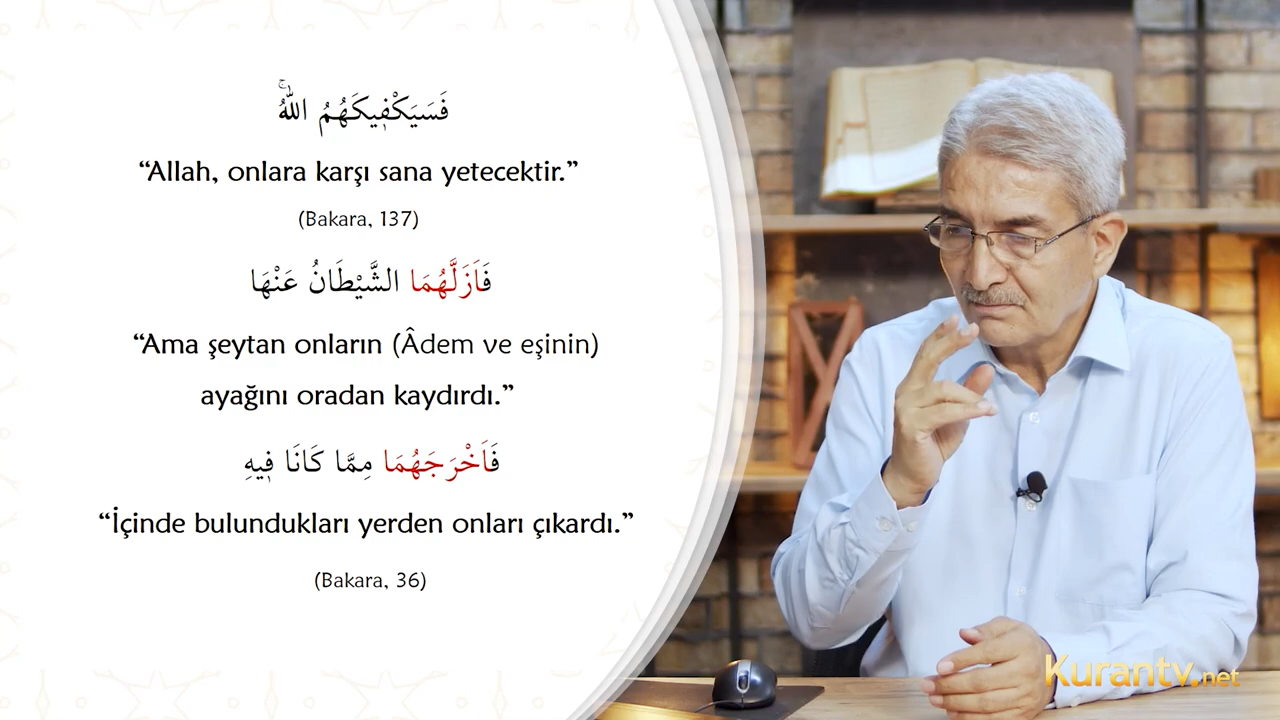 فَسَيَكْفٖيكَهُمُ اللّٰهُۚ
“Allah, onlara karşı sana yetecektir.”
(Bakara, 137)
فَاَزَلَّهُمَا الشَّيْطَانُ عَنْهَا
“Ama şeytan onların (Âdem ve eşinin)
ayağını oradan kaydırdı.”
فَاَخْرَجَهُمَا مِمَّا كَانَا فٖيهِ
“İçinde bulundukları yerden onları çıkardı.”
(Bakara, 36)
Kurantv.net